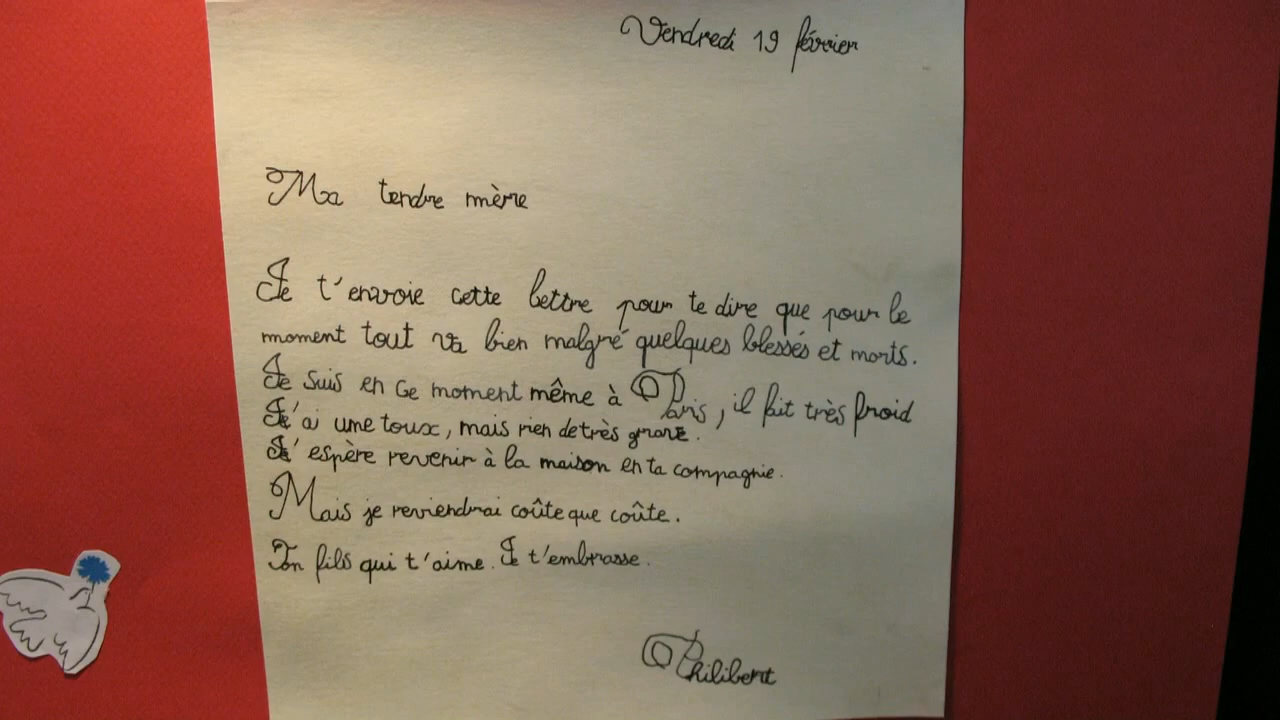 Vendredi 19 février
Ma tendre mère
Je t'envoie cette lettre pour te dire que pour le
moment tout va bien malgré quelques blessés et morts.
Je suis en ce moment même à Paris, il fait très froid
J'ai une toux, mais rien de très grave.
J'espère revenir à la maison en ta compagnie.
Mais je reviendrai coûte que coûte.
Ton fils qui t'aime. Je t'embrasse.
Philibert